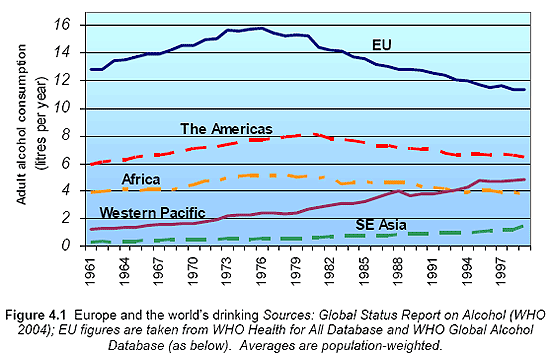 Adult alcohol consumption
(litres per year)
16
14
12
10
8
6
4
2
0
EU
The Americas
Africa
Western Pacific
SE Asia
1961
1964
1967
1970
1973
1976
1979
1982
1985
1988
1991
1994
1997
Figure 4.1 Europe and the world's drinking Sources: Global Status Report on Alcohol (WHO
2004); EU figures are taken from WHO Health for All Database and WHO Global Alcohol
Database (as below). Averages are population-weighted.